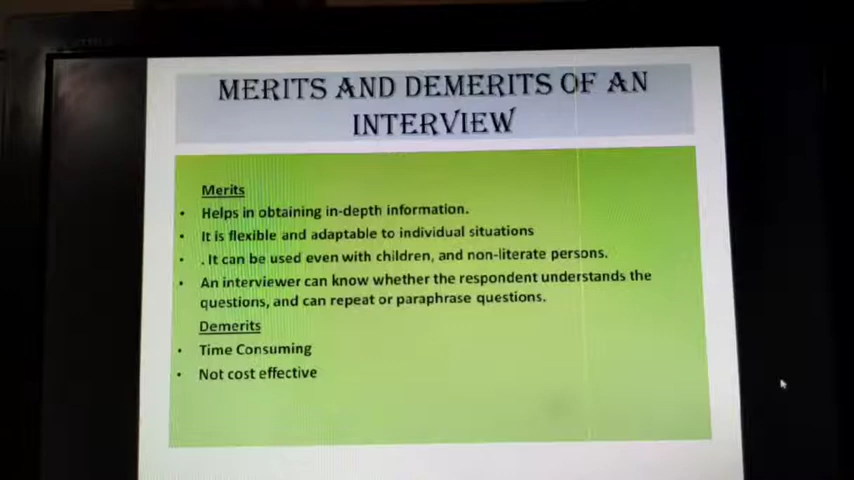 MERITS AND DEMERITS OF AN
INTERVIEW
Merits
• Helps in obtaining in-depth information.
• It is flexible and adaptable to individual situations
• . It can be used even with children, and non-literate persons.
• An interviewer can know whether the respondent understands the
questions, and can repeat or paraphrase questions.
Demerits
• Time Consuming
• Not cost effective